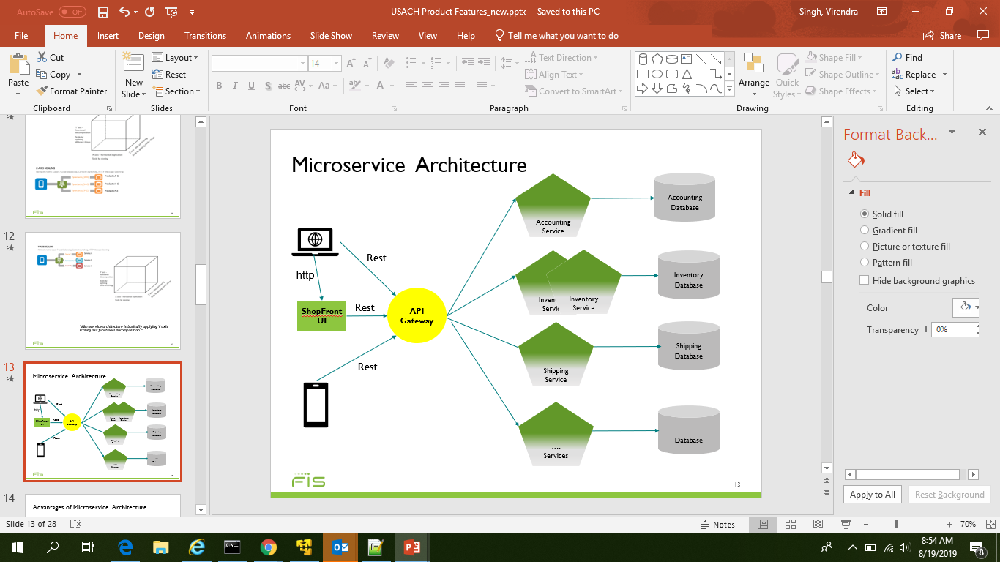 AutoSave Off
USACH Product Features_new.pptx - Saved to this PC
Singh, Virendra
File Home Insert Design Transitions Animations Slide Show Review View Help Tell me what you want to do
Share
Paste
Cut
Copy
Format Painter
Clipboard
New
Slide
Layout
Reset
Section
Slides
14
B I U S abc AV Aa A
Font
Text Direction
Align Text
Convert to SmartArt
Paragraph
Arrange
Quick
Styles
Shape Fill
Shape Outline
Shape Effects
Drawing
Find
Replace
Select
Editing
12
"Microservice architecture is basically applying Y axis
scaling aka functional decomposition "
FIS
13
Microservice Architecture
14
Advantages of Microservice Architecture
Microservice Architecture
Accounting
Service
Accounting
Database
Rest
http
ShopFront
UI
Rest
API
Gateway
Rest
Inven
Servic
Inventory
Service
Inventory
Database
Shipping
Service
Shipping
Database
....
Services
...
Database
FIS
13
Format Back...
Fill
Solid fill
Gradient fill
Picture or texture fill
Pattern fill
Hide background graphics
Color
Transparency 0%
Apply to All
Reset Background
Slide 13 of 28
Notes
70%
8:54 AM
8/19/2019
8